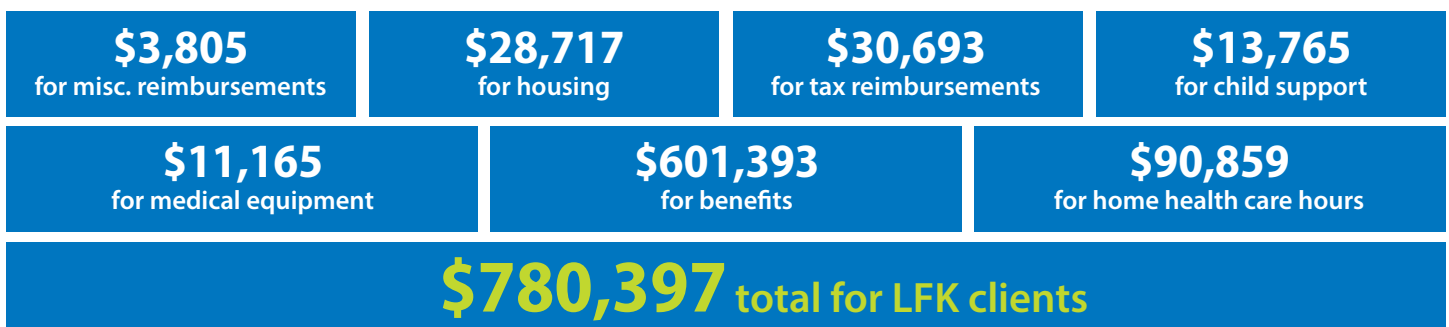 $3,805
for misc. reimbursements
$28,717
for housing
$30,693
for tax reimbursements
$13,765
for child support
$11,165
for medical equipment
$601,393
for benefits
$90,859
for home health care hours
$780,397 total for LFK clients